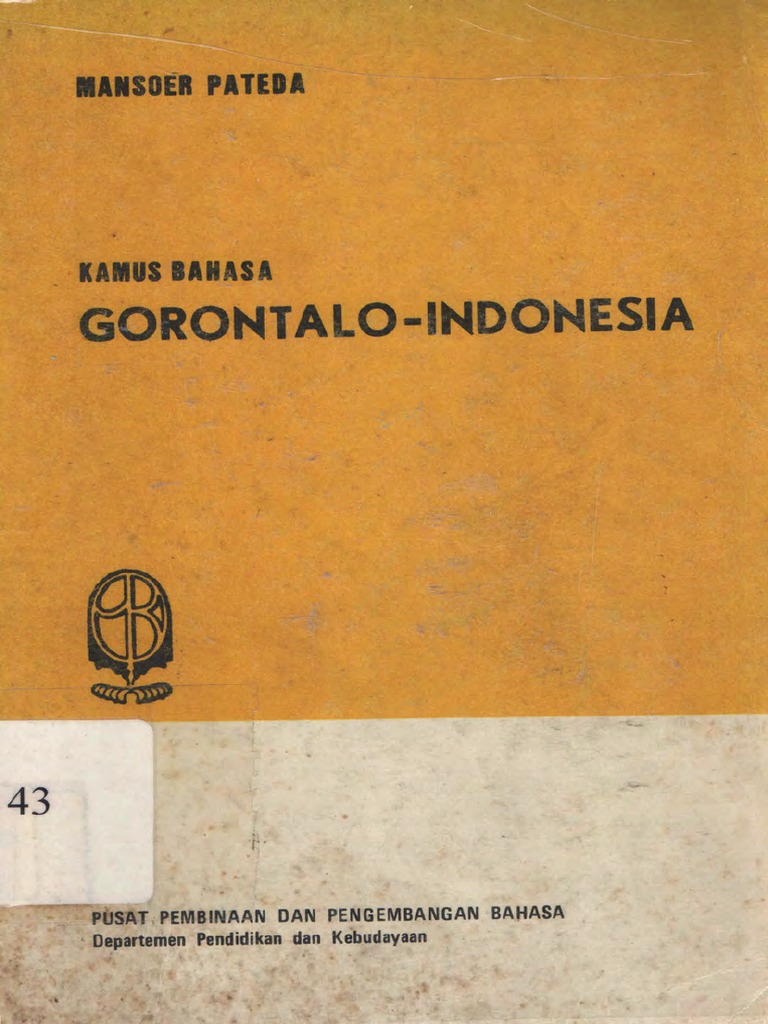 MANSOER PATEDA
KAMUS BAHASA
GORONTALO-INDONESIA
43
PUSAT PEMBINAAN DAN PENGEMBANGAN BAHASA
Departemen Pendidikan dan Kebudayaan